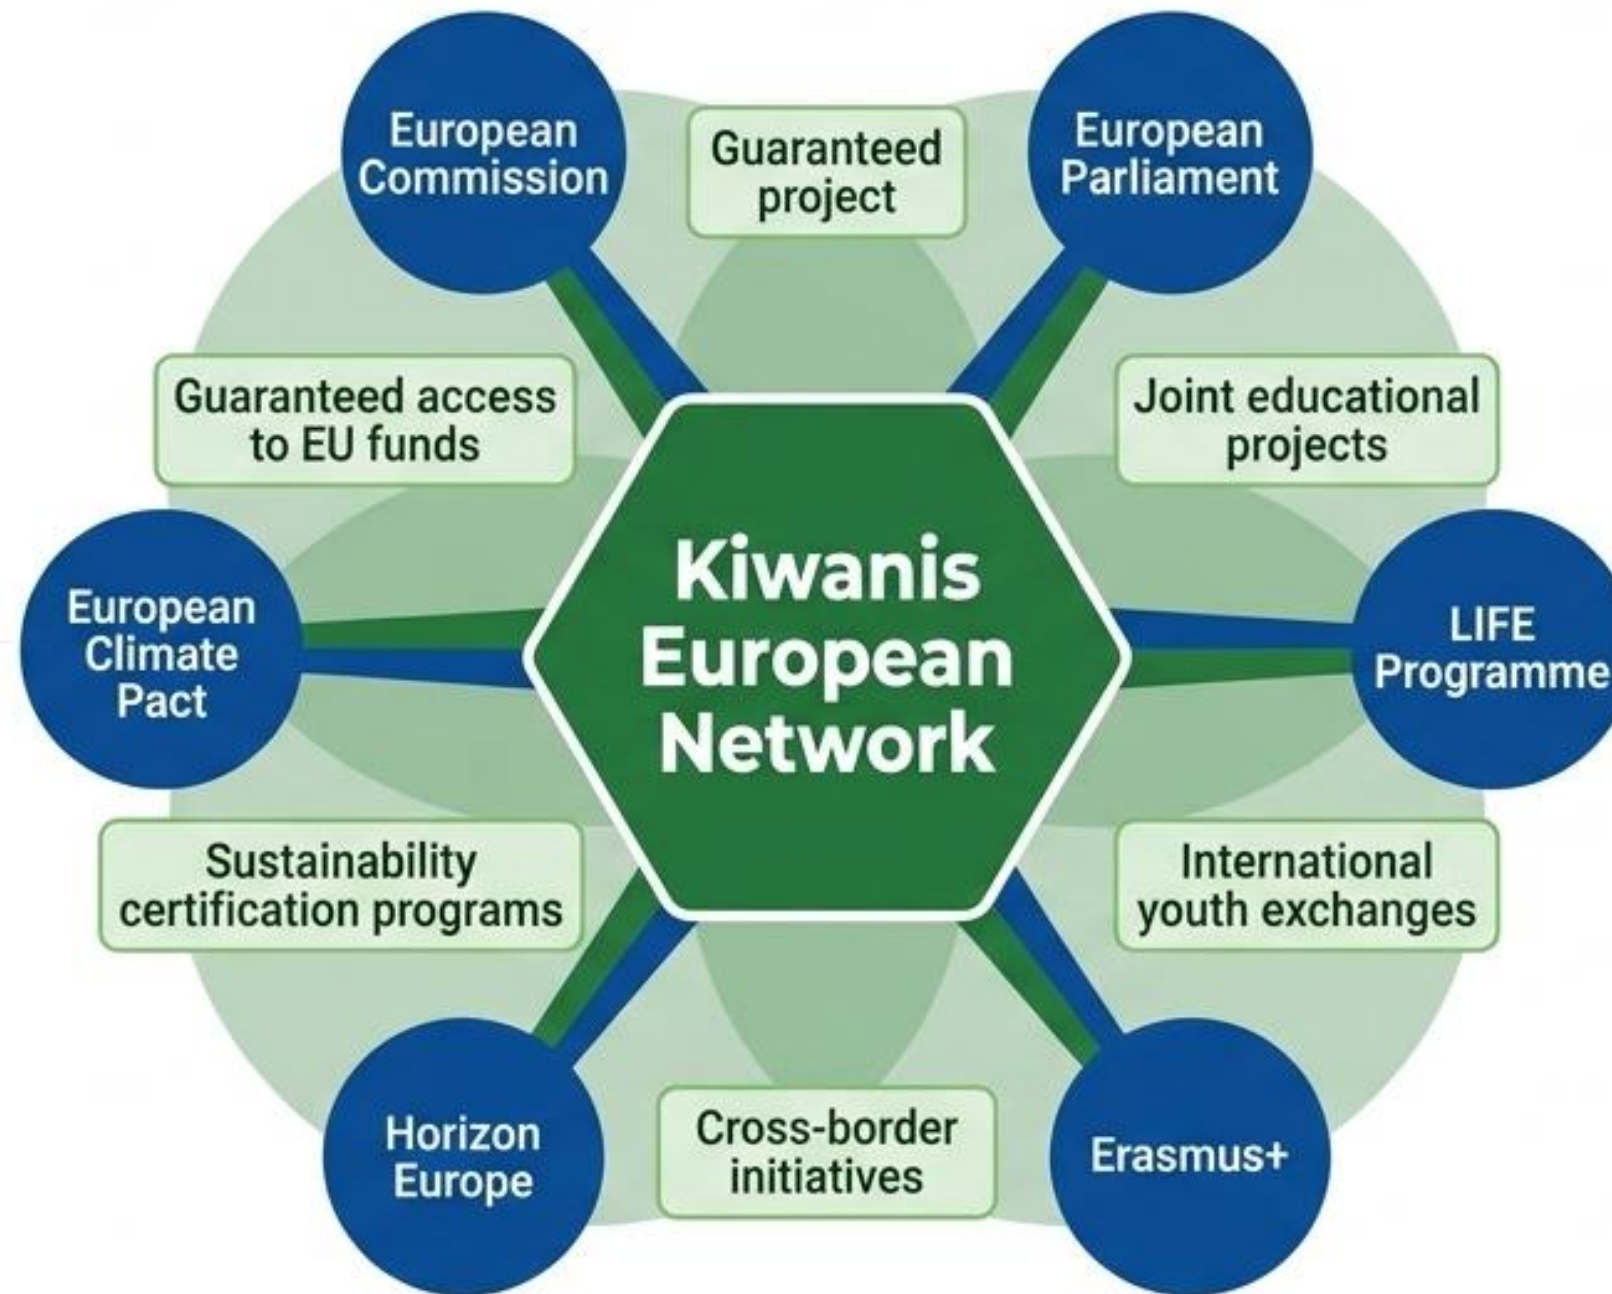 European
Commission
Guaranteed
project
European
Parliament
Guaranteed access
to EU funds
Joint educational
projects
Kiwanis
European
Network
European
Climate
Pact
LIFE
Programme
Sustainability
certification programs
International
youth exchanges
Horizon
Europe
Cross-border
initiatives
Erasmus+